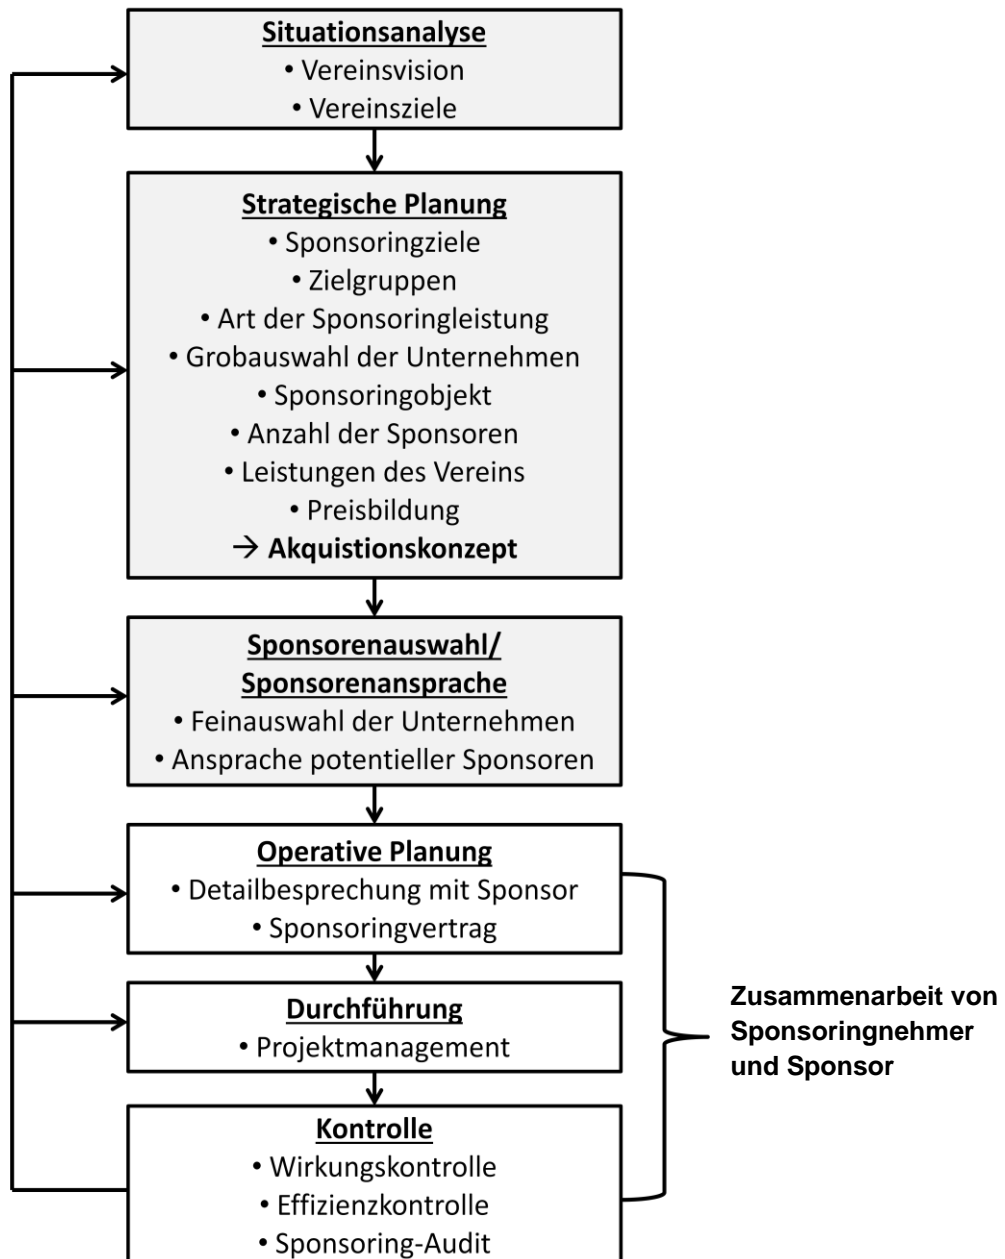 Situationsanalyse
• Vereinsvision
• Vereinsziele
Strategische Planung
• Sponsoringziele
• Zielgruppen
• Art der Sponsoringleistung
• Grobauswahl der Unternehmen
• Sponsoringobjekt
• Anzahl der Sponsoren
• Leistungen des Vereins
• Preisbildung
→ Akquistionskonzept
Sponsorenauswahl/
Sponsorenansprache
• Feinauswahl der Unternehmen
• Ansprache potentieller Sponsoren
Operative Planung
• Detailbesprechung mit Sponsor
• Sponsoringvertrag
Durchführung
• Projektmanagement
Kontrolle
• Wirkungskontrolle
• Effizienzkontrolle
• Sponsoring-Audit
Zusammenarbeit von
Sponsoringnehmer
und Sponsor